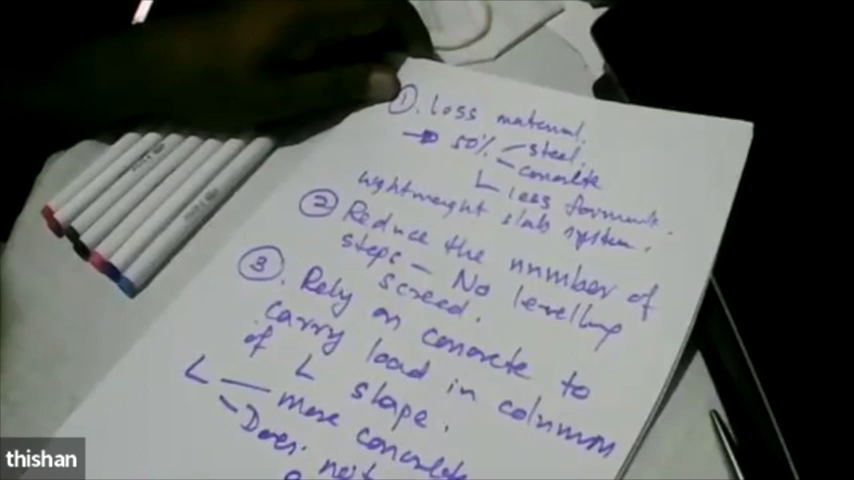 ① . Loss material.
→ 50% – steel.
– concrete
L less formwork.
lightweight slab system.
② Reduce the number of
steps – No levelling
screed.
③ . Rely on concrete to
carry load in column
of L shape.
L — more concrete
Does not
thishan